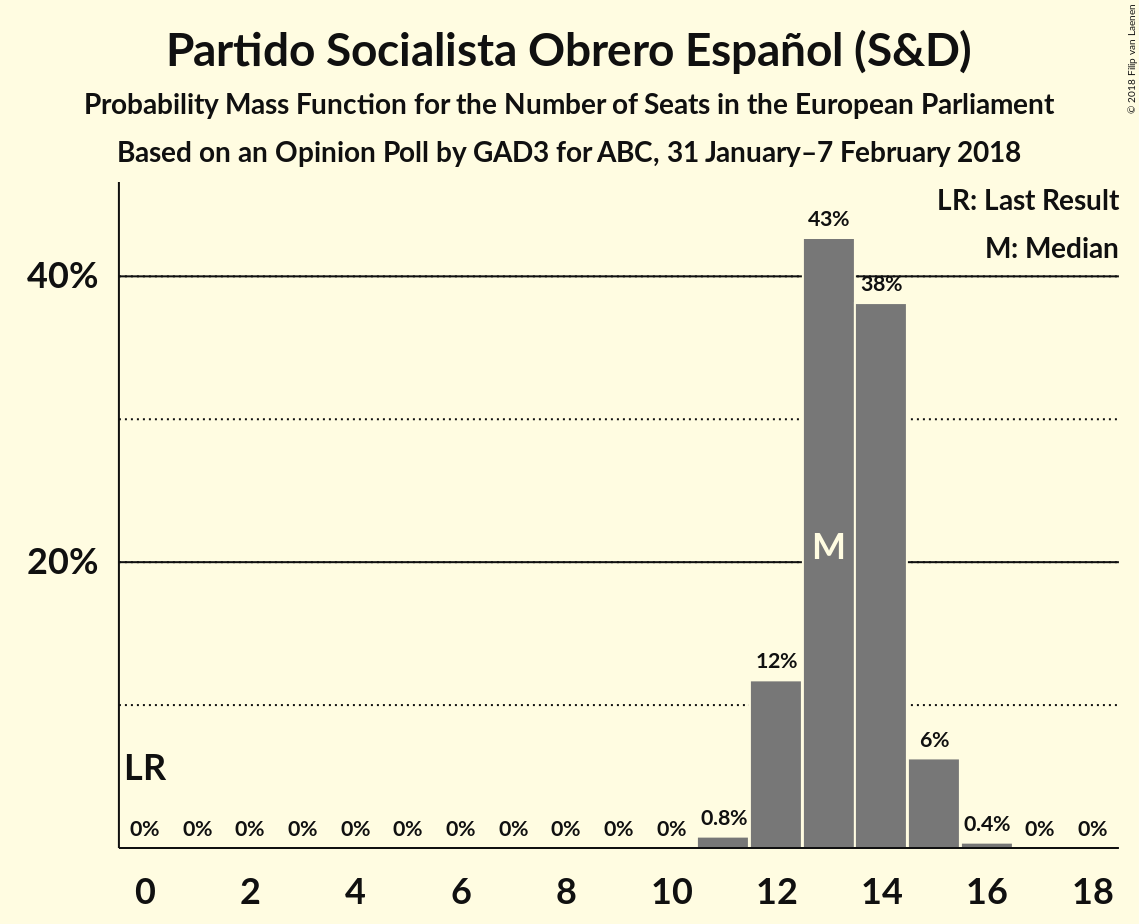 Partido Socialista Obrero Español (S&D)
Probability Mass Function for the Number of Seats in the European Parliament
Based on an Opinion Poll by GAD3 for ABC, 31 January–7 February 2018
© 2018 Filip van Laenen
LR: Last Result
M: Median
40%
20%
43%
38%
M
12%
6%
LR
0% 0% 0% 0% 0% 0% 0% 0% 0% 0% 0% 0.8% 0.4% 0% 0%
0 2 4 6 8 10 12 14 16 18